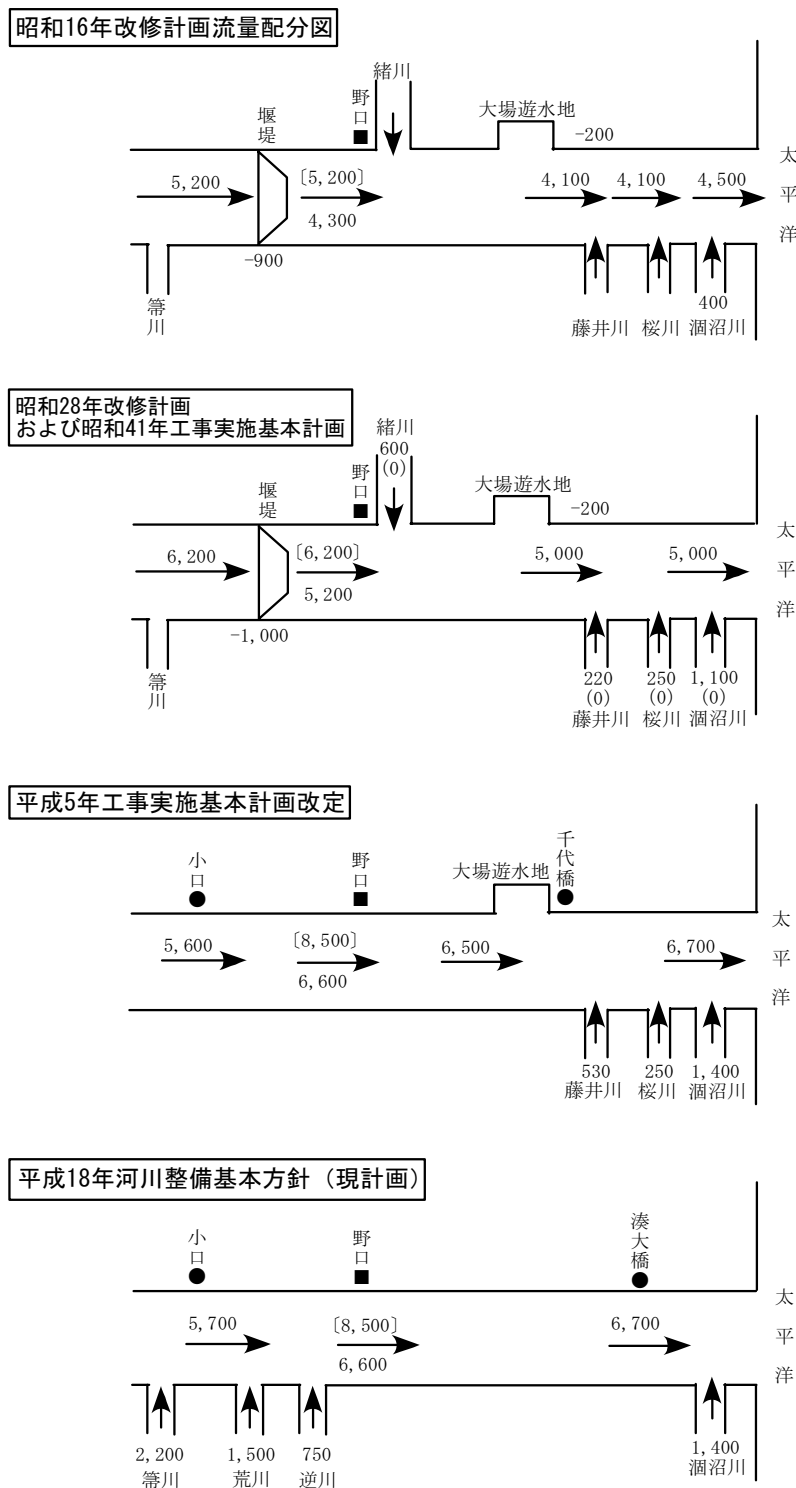 昭和16年改修計画流量配分図
緒川
野口
堰堤
大場遊水地
-200
5,200
〔5,200〕
4,300
4,100
4,100
4,500
太平洋
-900
箒川
400
藤井川
桜川
涸沼川
昭和28年改修計画
および昭和41年工事実施基本計画
緒川
600
(0)
野口
堰堤
大場遊水地
-200
6,200
〔6,200〕
5,200
5,000
5,000
太平洋
-1,000
箒川
220
(0)
藤井川
250
(0)
桜川
1,100
(0)
涸沼川
平成5年工事実施基本計画改定
小口
野口
大場遊水地
千代橋
5,600
〔8,500〕
6,600
6,500
6,700
太平洋
530
藤井川
250
桜川
1,400
涸沼川
平成18年河川整備基本方針（現計画）
小口
野口
湊大橋
5,700
〔8,500〕
6,600
6,700
太平洋
2,200
箒川
1,500
荒川
750
逆川
1,400
涸沼川